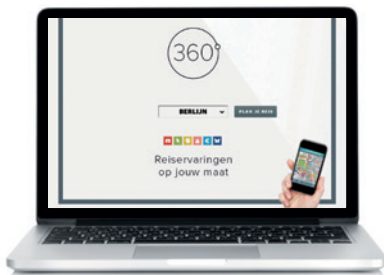 360°
BERLIJN
PLAN JE REIS
Reiservaringen
op jouw maat